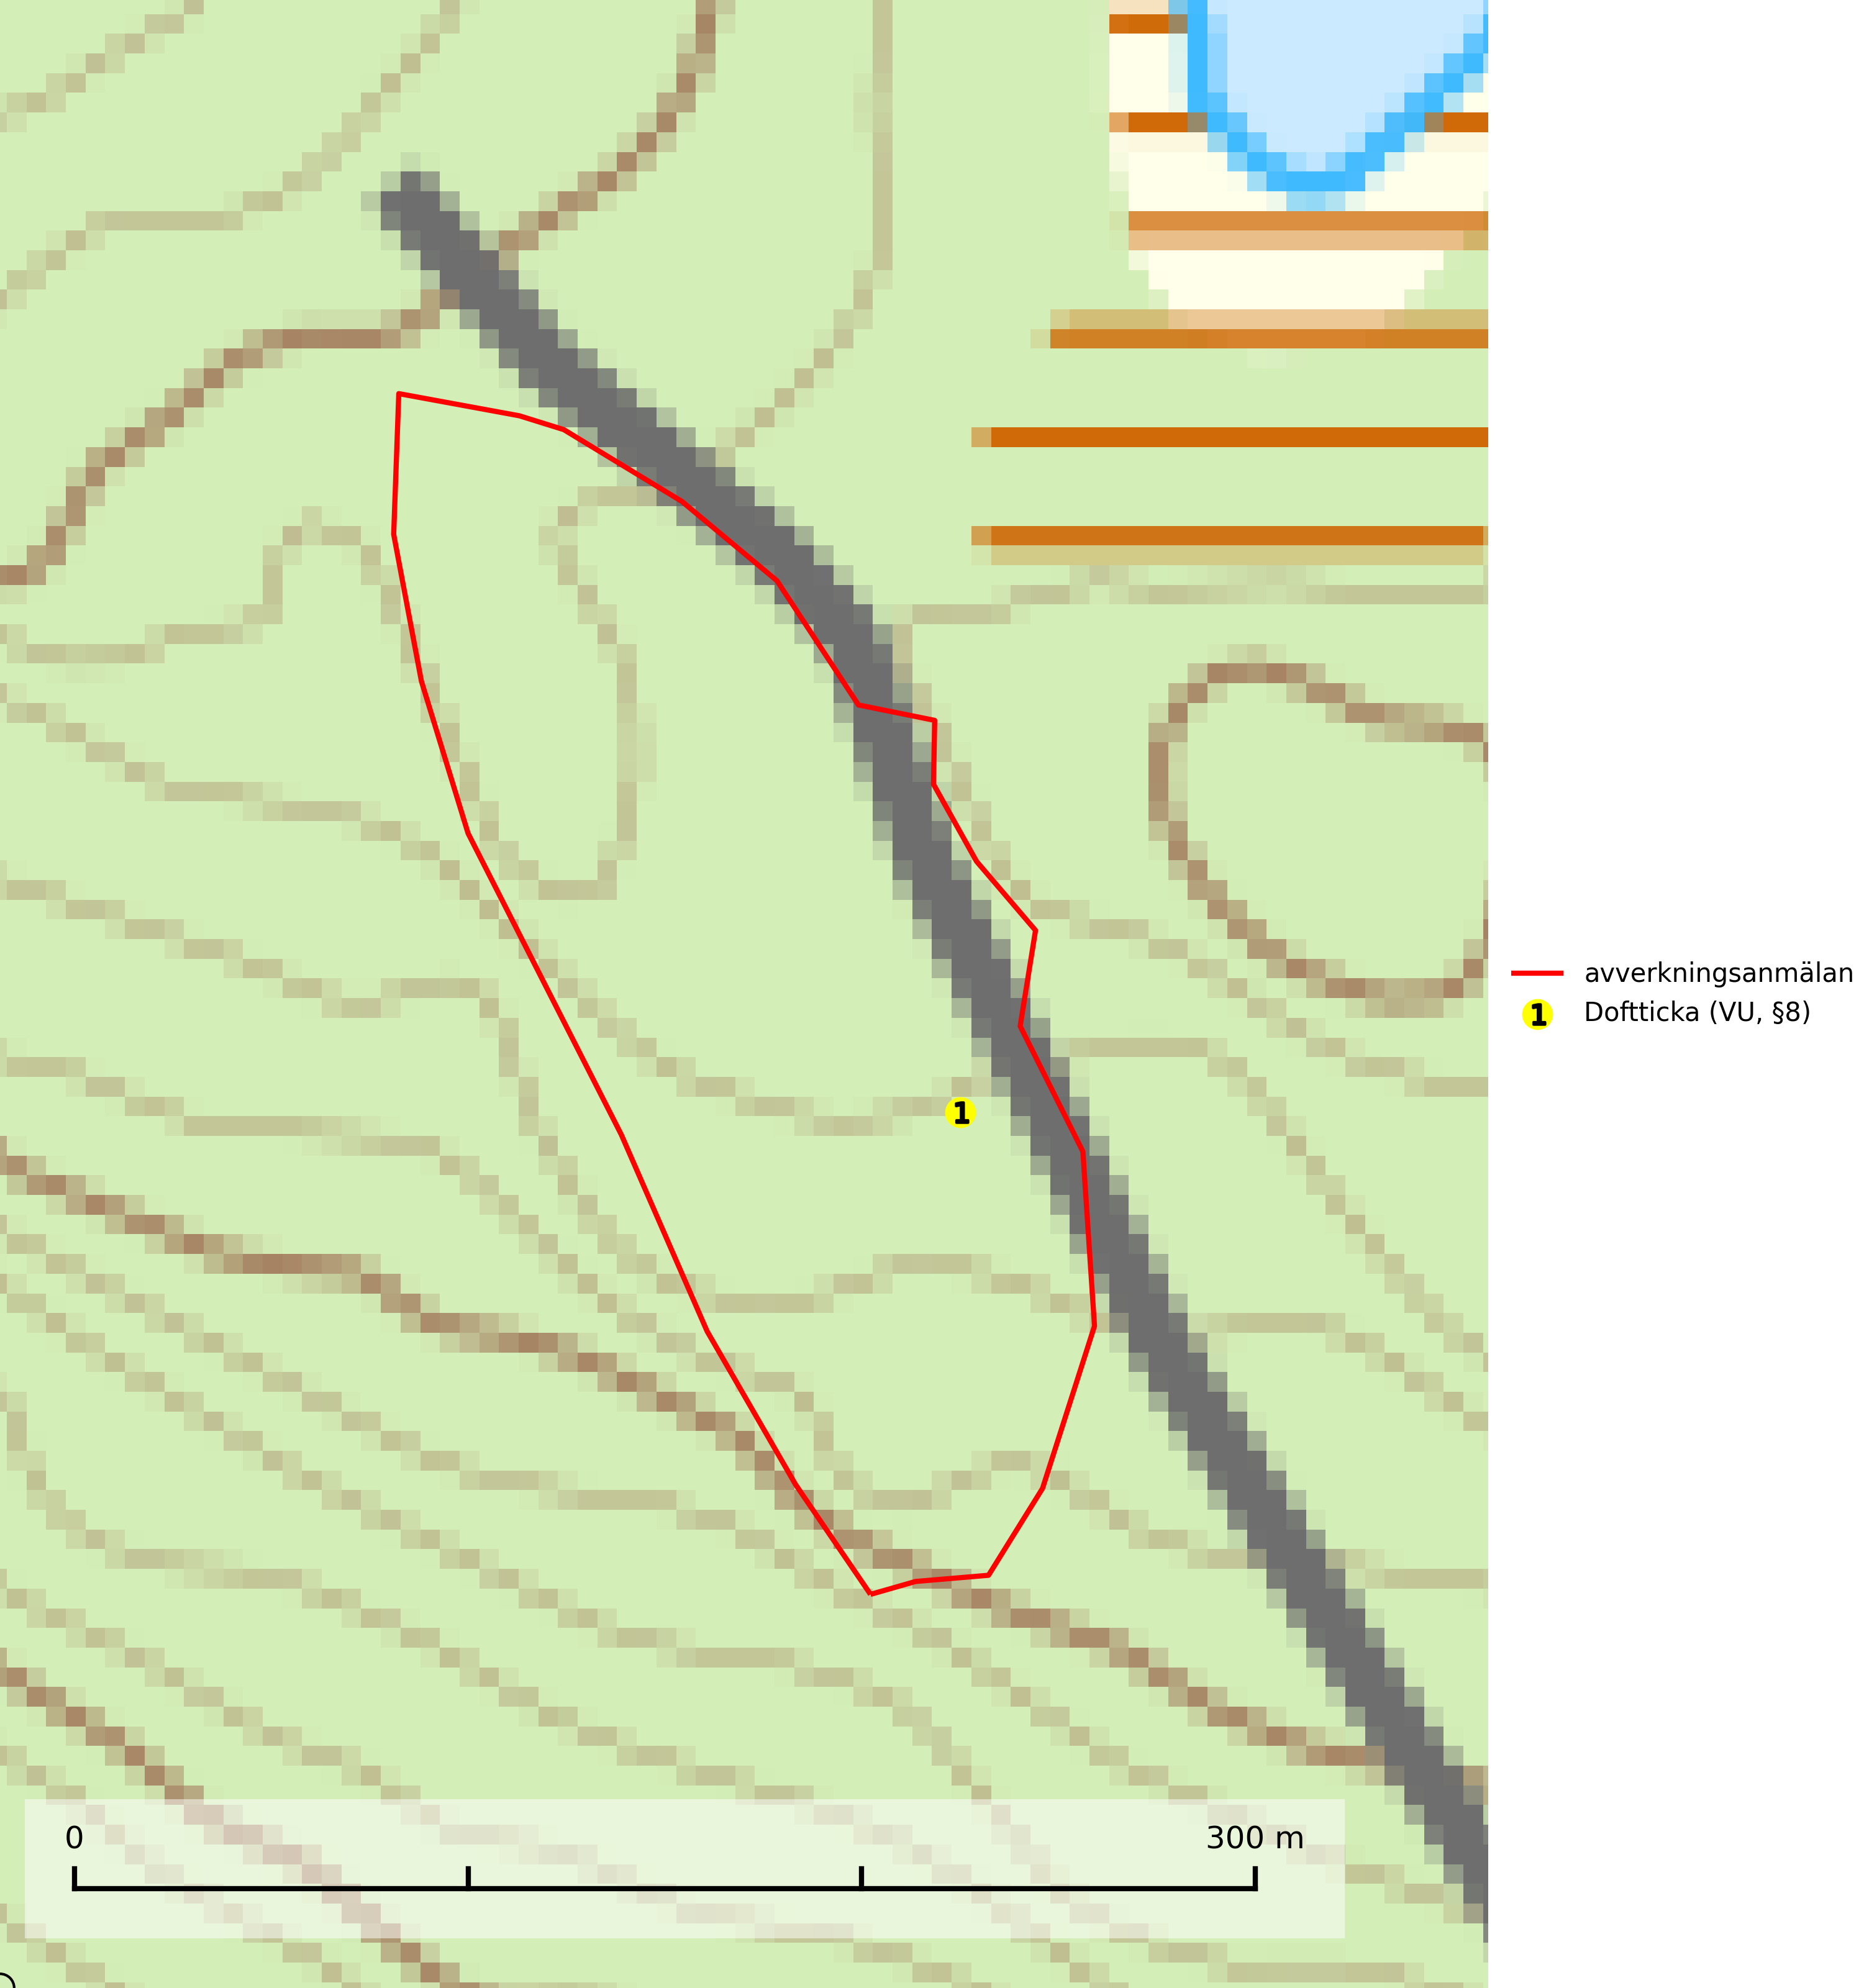 1
avverkningsanmälan
1 Doftticka (VU, §8)
0 300 m